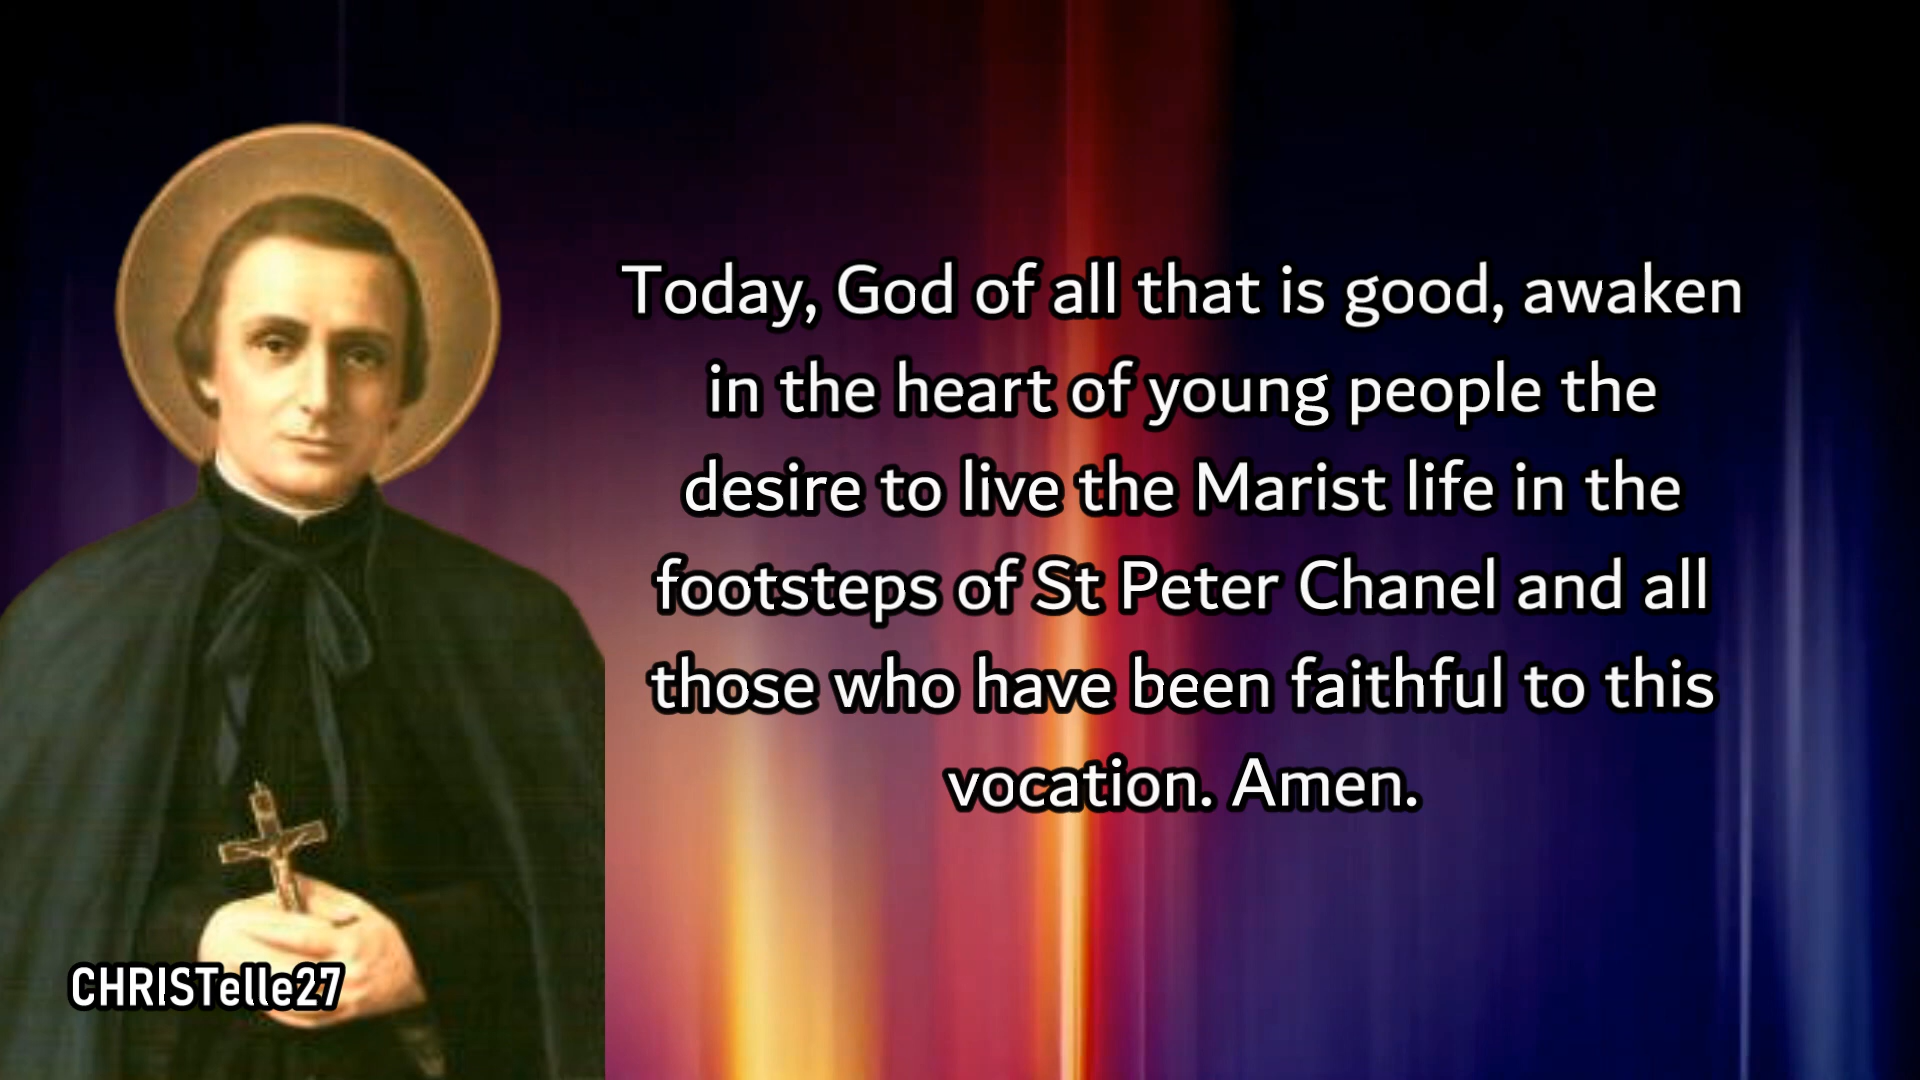 Today, God of all that is good, awaken
in the heart of young people the
desire to live the Marist life in the
footsteps of St Peter Chanel and all
those who have been faithful to this
vocation. Amen.
CHRISTelle27